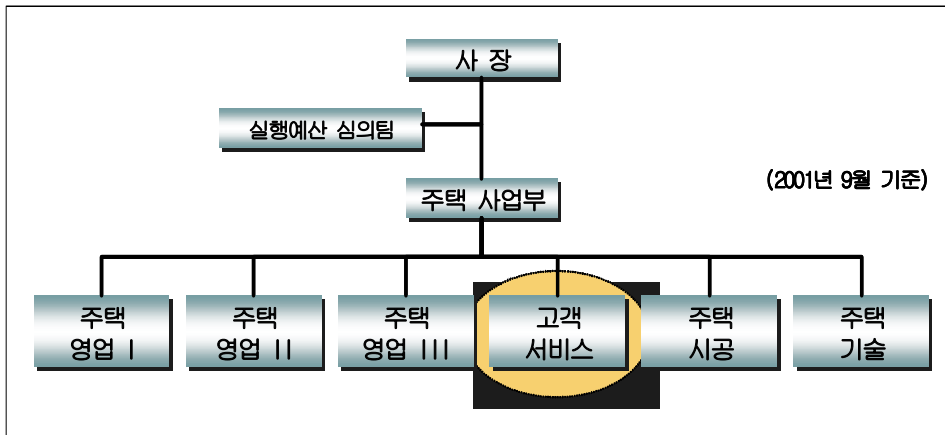 사 장
실행예산 심의팀
(2001년 9월 기준)
주택 사업부
주택
영업 I
주택
영업 II
주택
영업 III
고객
서비스
주택
시공
주택
기술